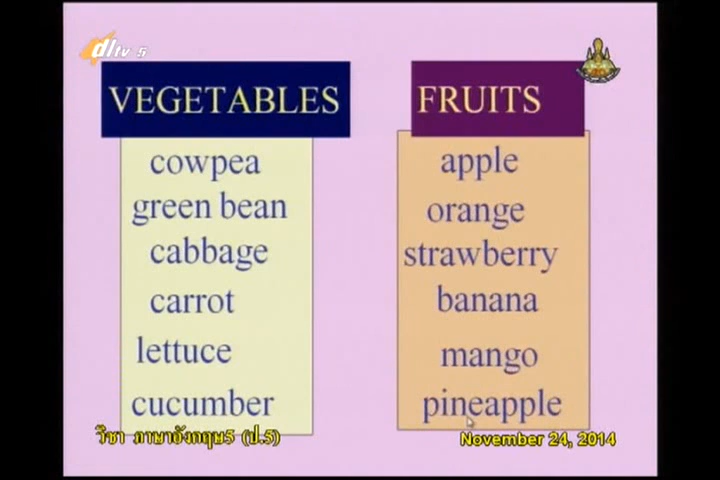 dltv 5
VEGETABLES
cowpea
green bean
cabbage
carrot
lettuce
cucumber
FRUITS
apple
orange
strawberry
banana
mango
pineapple
วิชา ภาษาอังกฤษ5 (ป.5)
November 24, 2014